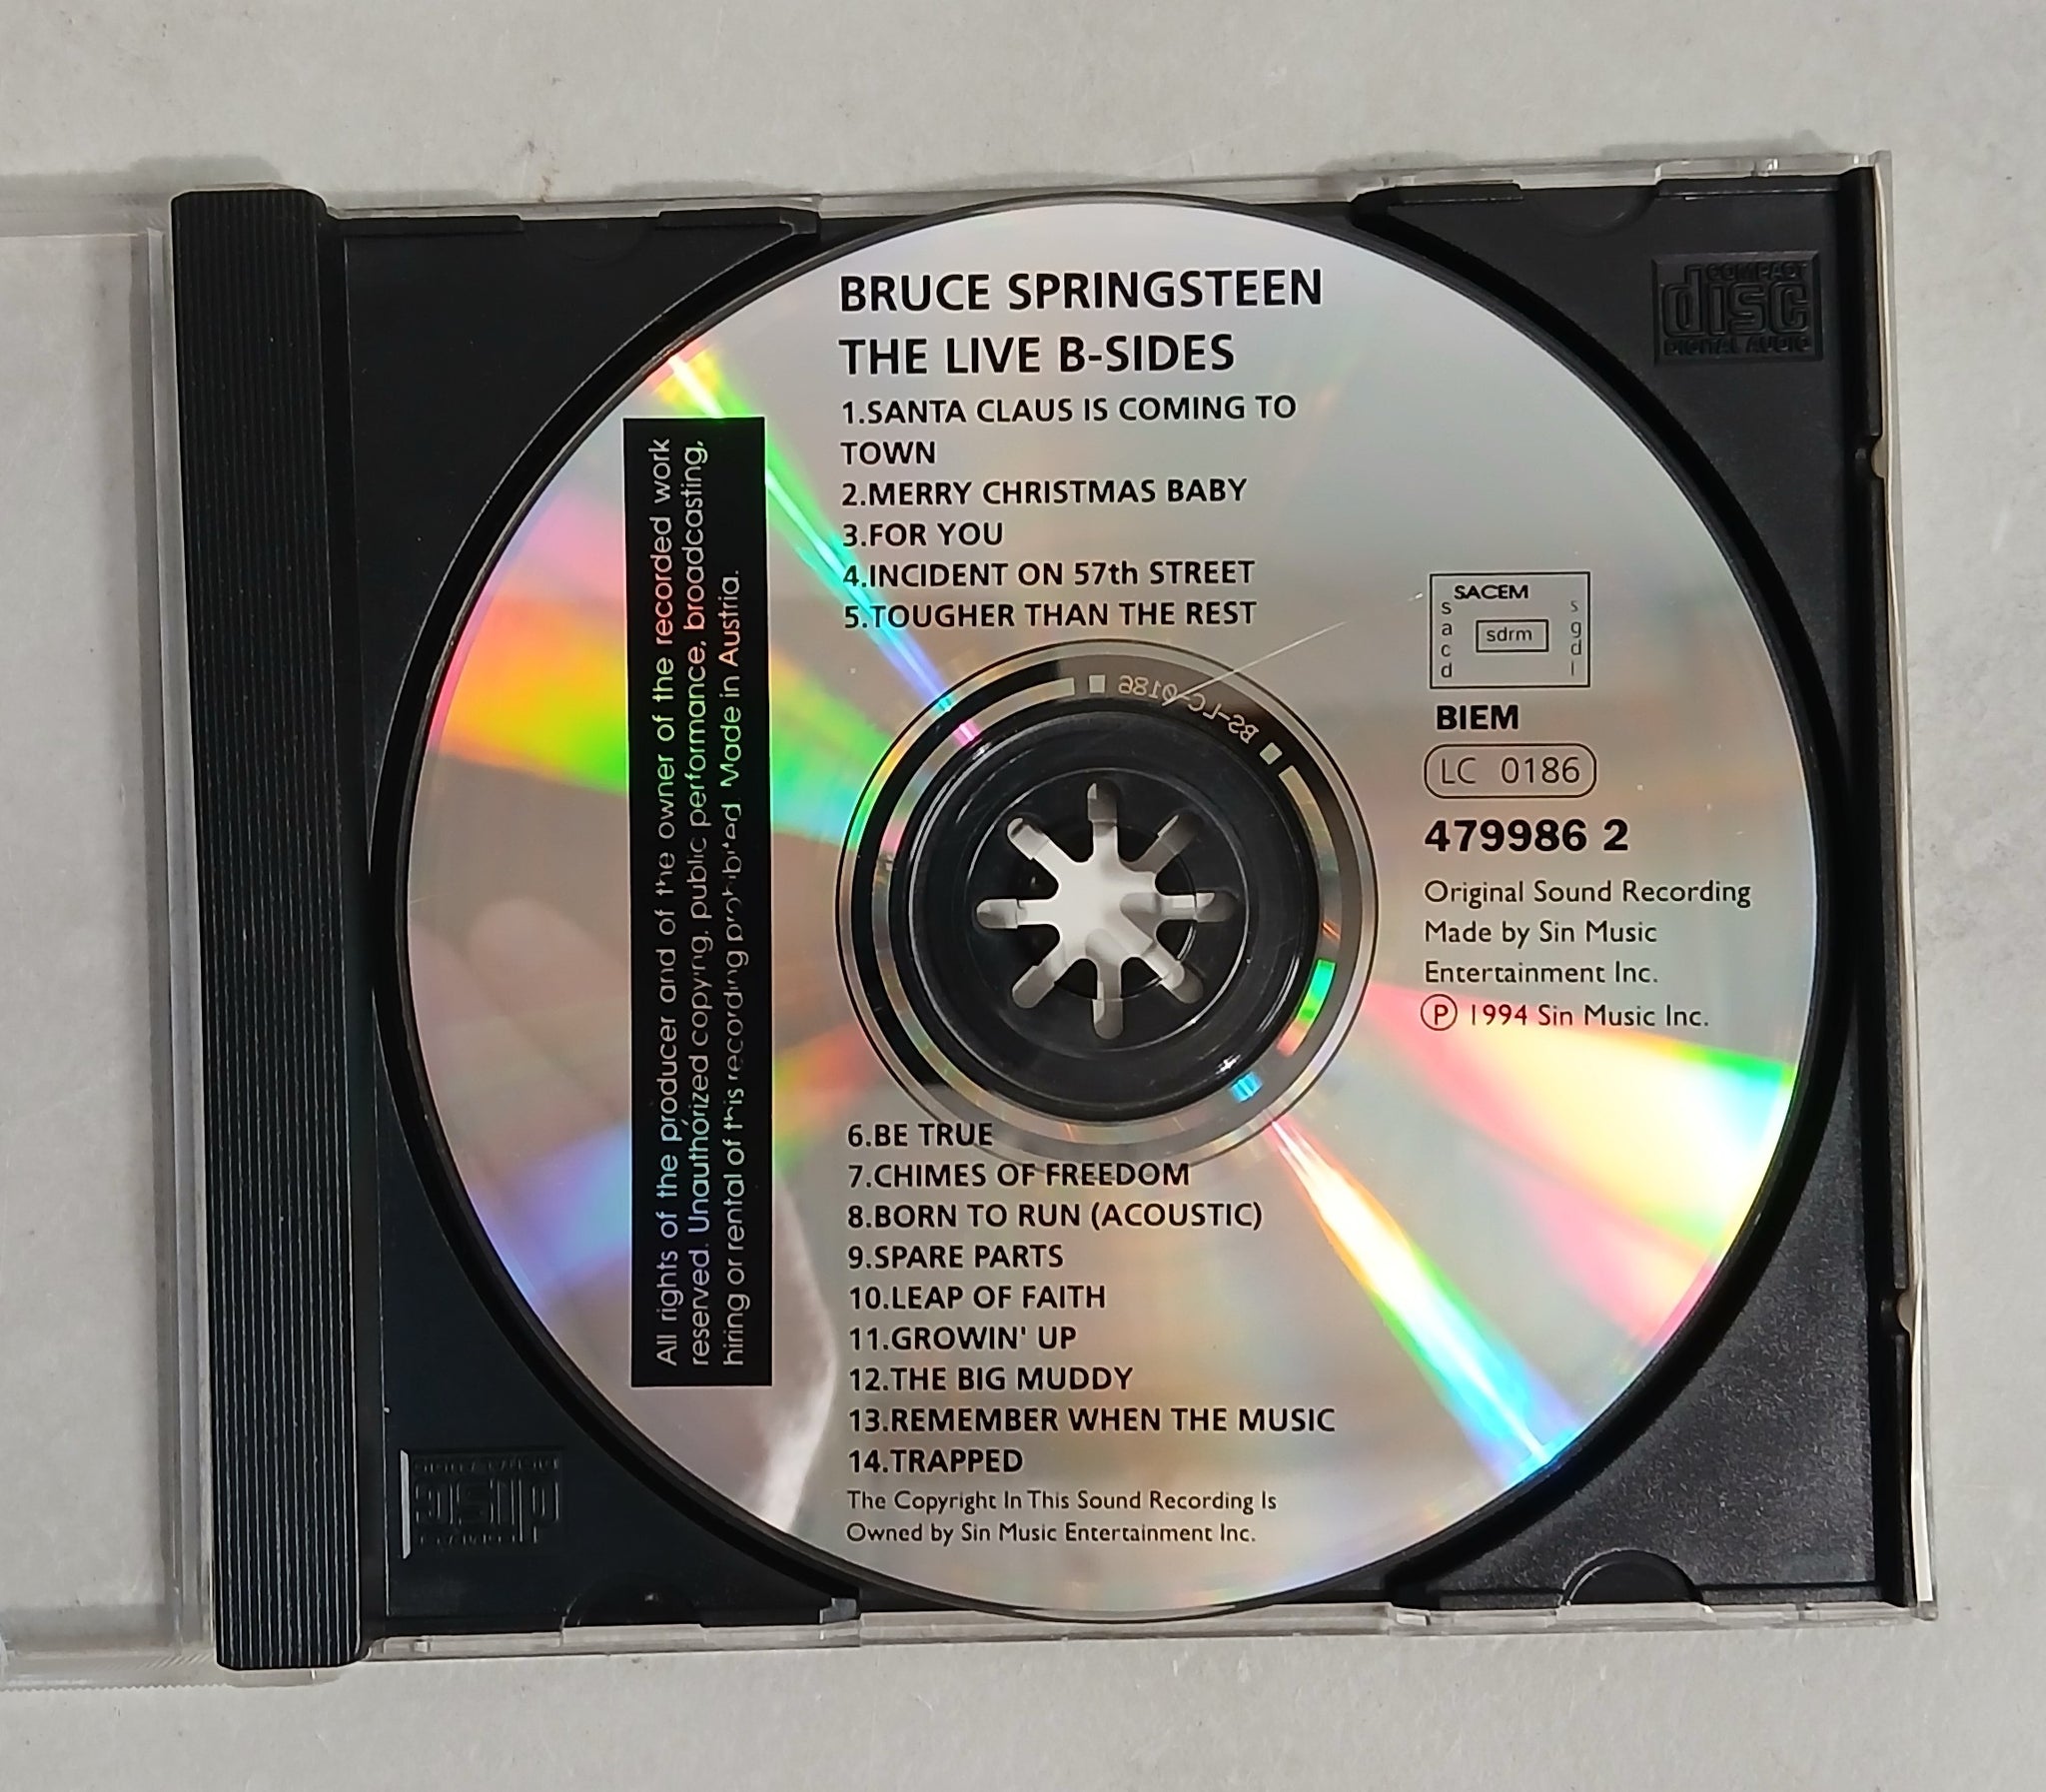 BRUCE SPRINGSTEEN
THE LIVE B-SIDES
1.SANTA CLAUS IS COMING TO
TOWN
2.MERRY CHRISTMAS BABY
3.FOR YOU
4.INCIDENT ON 57th STREET
5.TOUGHER THAN THE REST
6.BE TRUE
7.CHIMES OF FREEDOM
8.BORN TO RUN (ACOUSTIC)
9.SPARE PARTS
10.LEAP OF FAITH
11.GROWIN' UP
12.THE BIG MUDDY
13.REMEMBER WHEN THE MUSIC
14.TRAPPED
The Copyright In This Sound Recording Is
Owned by Sin Music Entertainment Inc.
All rights of the producer and of the owner of the recorded work
reserved. Unauthorized copying, public performance, broadcasting,
hiring or rental of this recording prohibited. Made in Austria.
SACEM
sacd
sdrm
sgdl
BIEM
LC 0186
479986 2
Original Sound Recording
Made by Sin Music
Entertainment Inc.
℗ 1994 Sin Music Inc.
BS-LC-0186
COMPACT
disc
DIGITAL AUDIO
disc